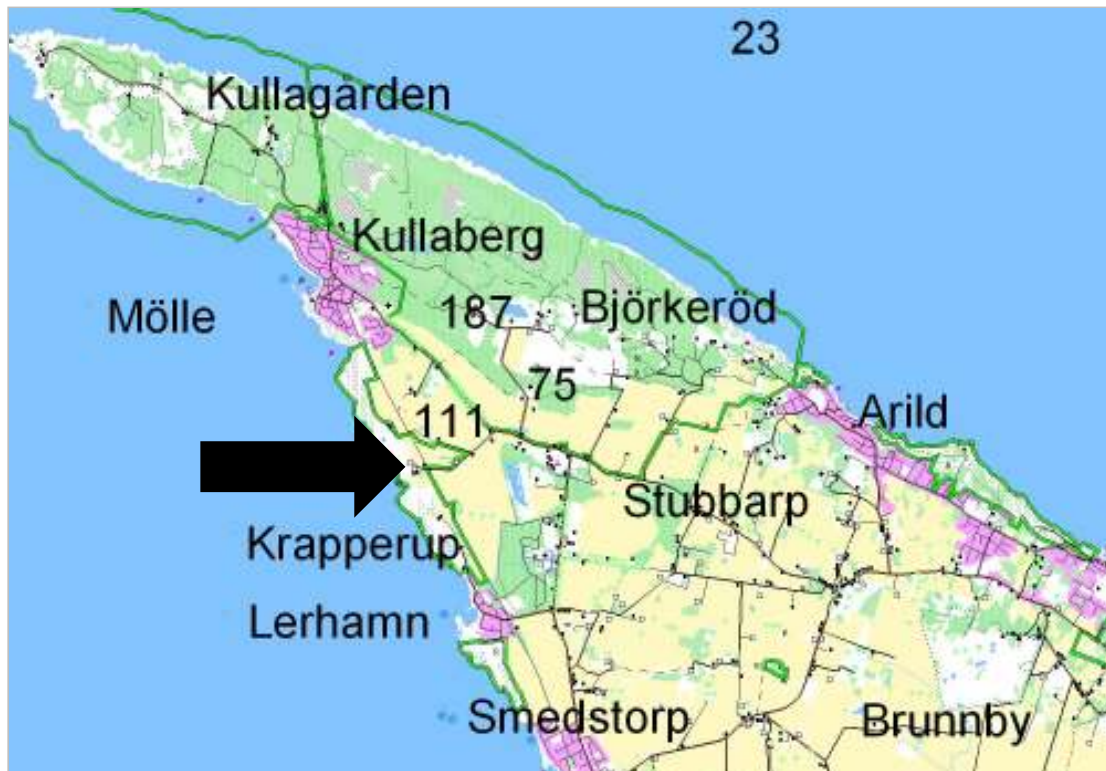 23
Kullagården
Kullaberg
187
Björkeröd
Mölle
75
111
Arild
Stubbarp
Krapperup
Lerhamn
Smedstorp
Brunnby